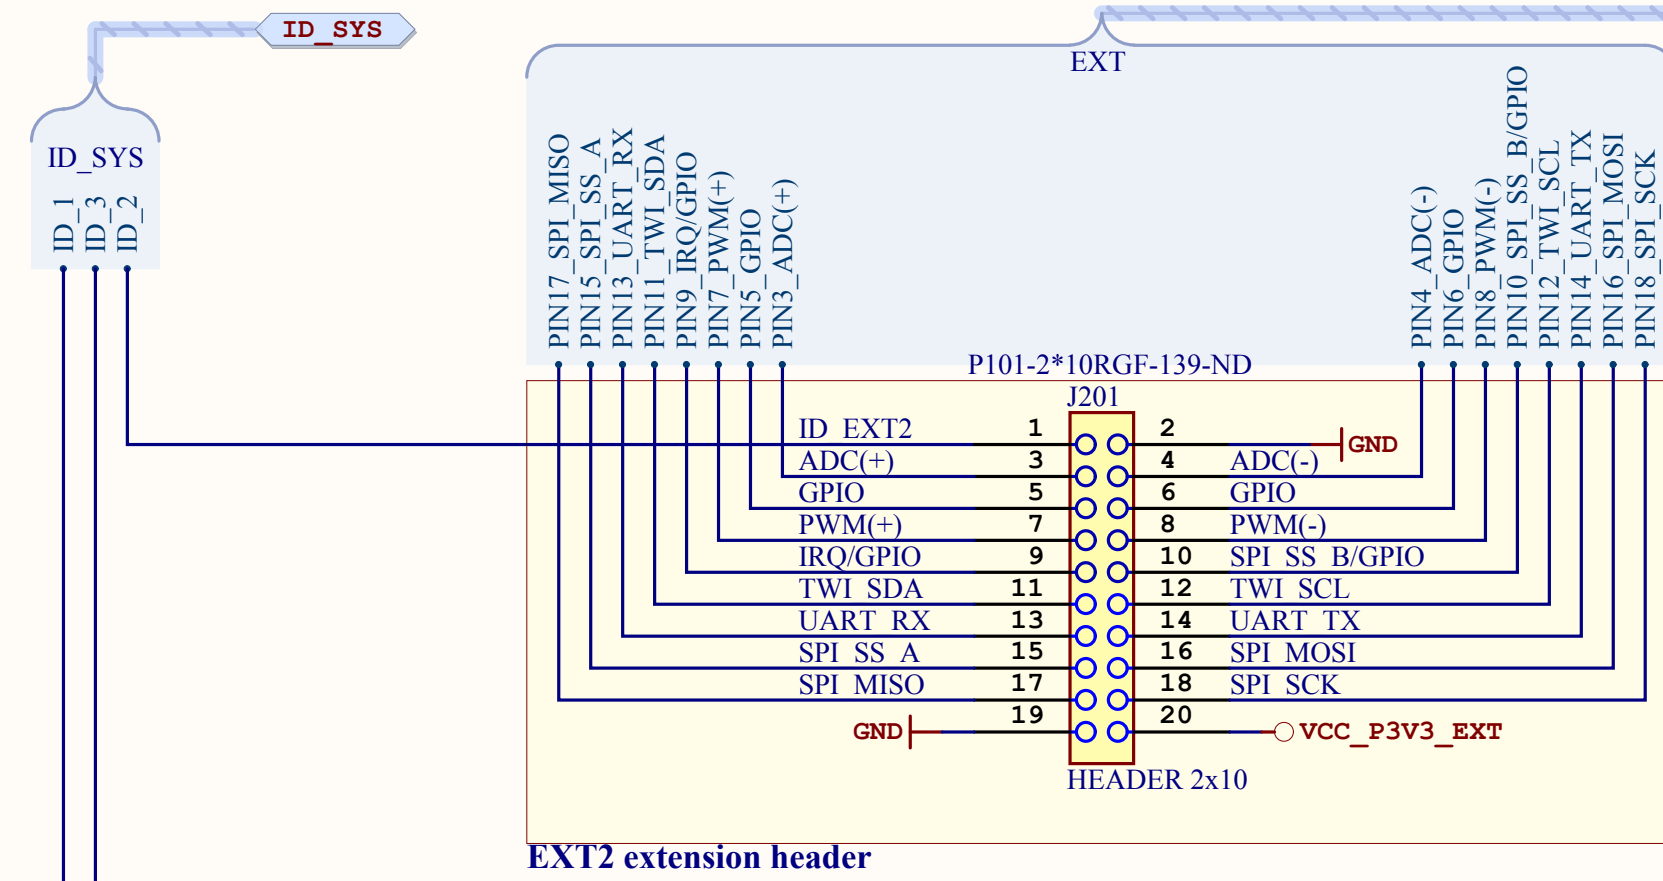 ID_SYS
EXT
ID_SYS
ID_1
ID_3
ID_2
PIN17_SPI_MISO
PIN15_SPI_SS_A
PIN13_UART_RX
PIN11_TWI_SDA
PIN9_IRQ/GPIO
PIN7_PWM(+)
PIN5_GPIO
PIN3_ADC(+)
PIN4_ADC(-)
PIN6_GPIO
PIN8_PWM(-)
PIN10_SPI_SS_B/GPIO
PIN12_TWI_SCL
PIN14_UART_TX
PIN16_SPI_MOSI
PIN18_SPI_SCK
P101-2*10RGF-139-ND
J201
ID_EXT2 1 2 GND
ADC(+) 3 4 ADC(-)
GPIO 5 6 GPIO
PWM(+) 7 8 PWM(-)
IRQ/GPIO 9 10 SPI_SS_B/GPIO
TWI_SDA 11 12 TWI_SCL
UART_RX 13 14 UART_TX
SPI_SS_A 15 16 SPI_MOSI
SPI_MISO 17 18 SPI_SCK
GND 19 20 VCC_P3V3_EXT
HEADER 2x10
EXT2 extension header